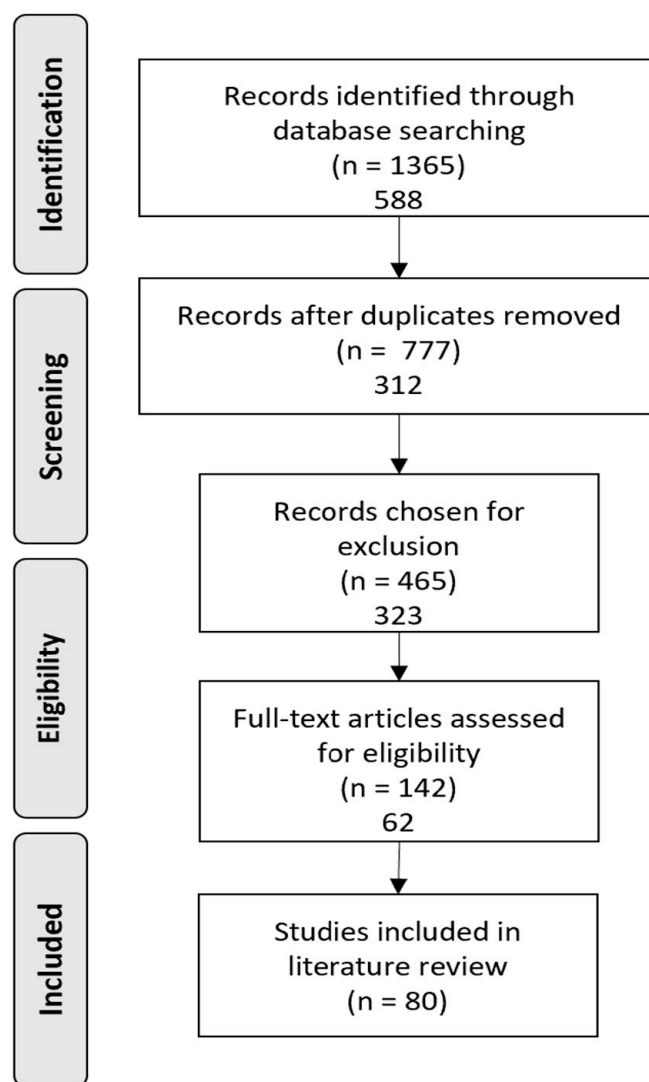 Identification
Records identified through
database searching
(n = 1365)
588
Screening
Records after duplicates removed
(n = 777)
312
Records chosen for
exclusion
(n = 465)
323
Eligibility
Full-text articles assessed
for eligibility
(n = 142)
62
Included
Studies included in
literature review
(n = 80)